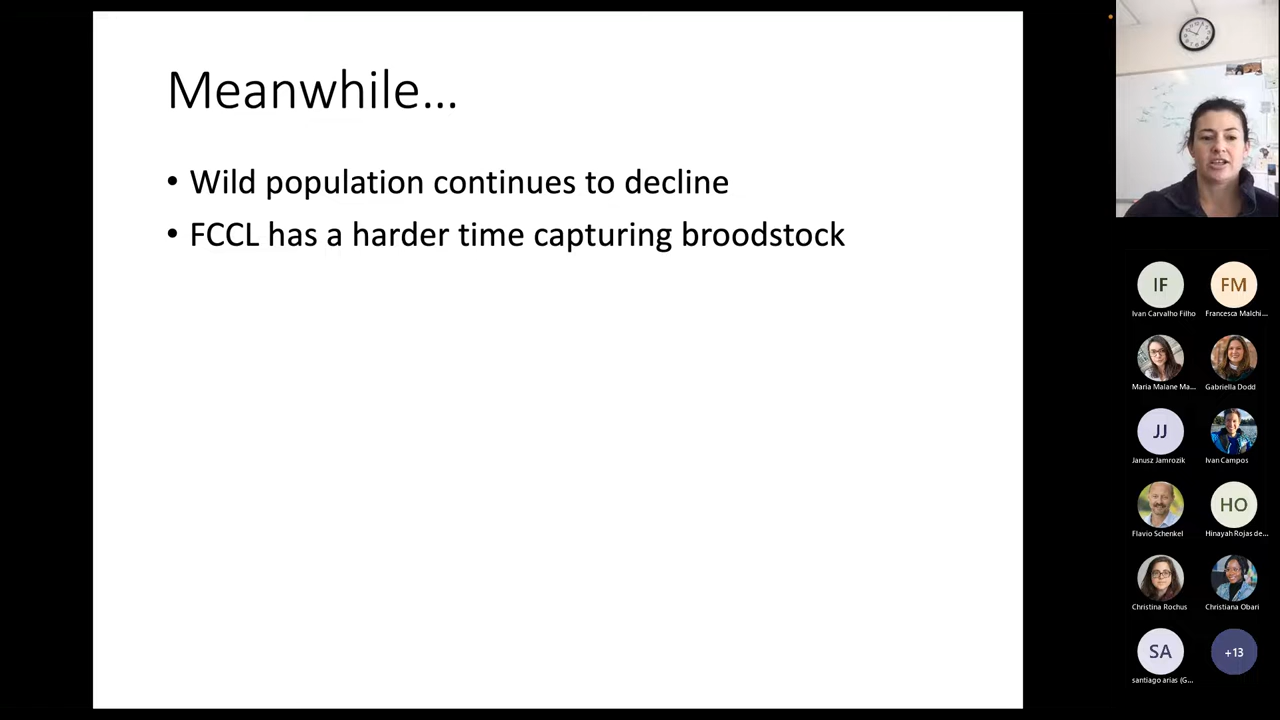 Meanwhile...
• Wild population continues to decline
• FCCL has a harder time capturing broodstock
IF
FM
Ivan Carvalho Filho
Francesca Malchi...
Maria Malane Ma...
Gabriella Dodd
JJ
Janusz Jamrozik
Ivan Campos
HO
Flavio Schenkel
Hinayah Rojas de...
Christina Rochus
Christiana Obari
SA
+13
santiago arias (G...